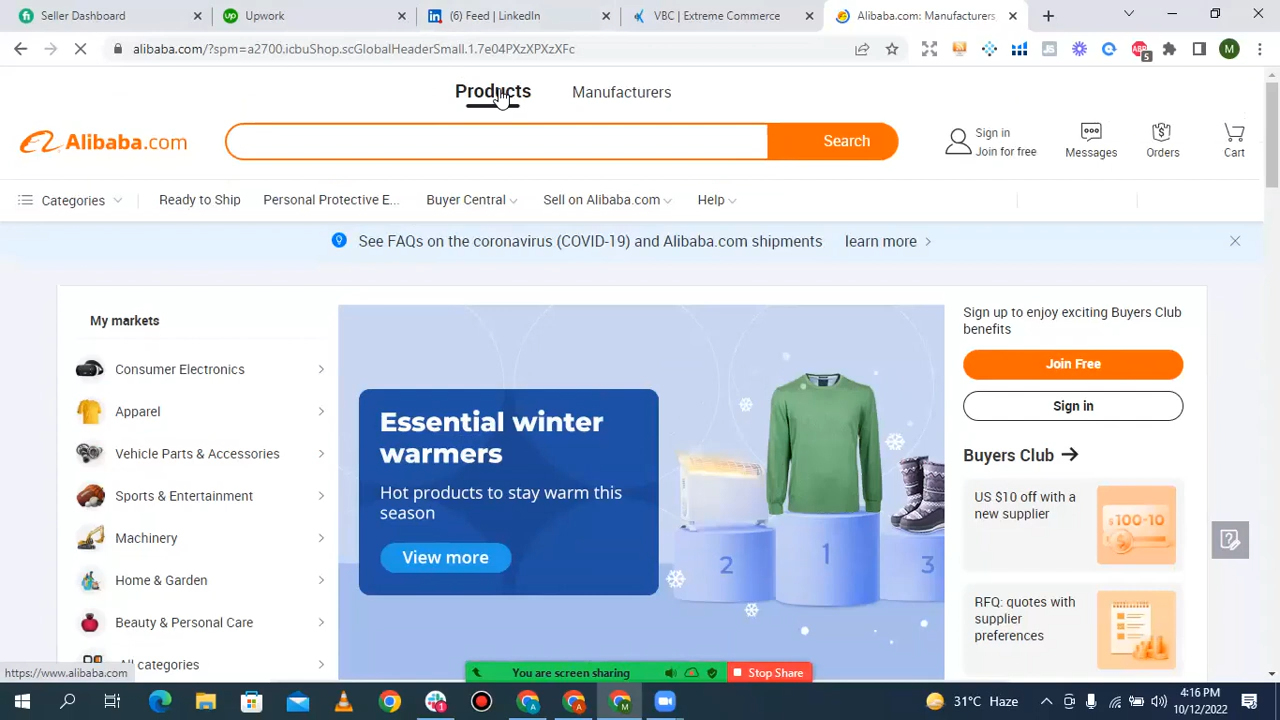 Seller Dashboard
Upwork
(6) Feed | LinkedIn
VBC | Extreme Commerce
Alibaba.com: Manufacturers
alibaba.com/?spm=a2700.icbuShop.scGlobalHeaderSmall.1.7e04PXzXPXzXFc
5
M
Products
Manufacturers
Alibaba.com
Search
Sign in
Join for free
Messages
Orders
Cart
Categories
Ready to Ship
Personal Protective E...
Buyer Central
Sell on Alibaba.com
Help
See FAQs on the coronavirus (COVID-19) and Alibaba.com shipments
learn more
My markets
Consumer Electronics
Apparel
Vehicle Parts & Accessories
Sports & Entertainment
Machinery
Home & Garden
Beauty & Personal Care
All categories
Essential winter
warmers
Hot products to stay warm this
season
View more
2
1
3
Sign up to enjoy exciting Buyers Club
benefits
Join Free
Sign in
Buyers Club
US $10 off with a
new supplier
$100-10
RFQ: quotes with
supplier
preferences
https://www.alibaba.com
You are screen sharing
Stop Share
31°C Haze
4:16 PM
10/12/2022